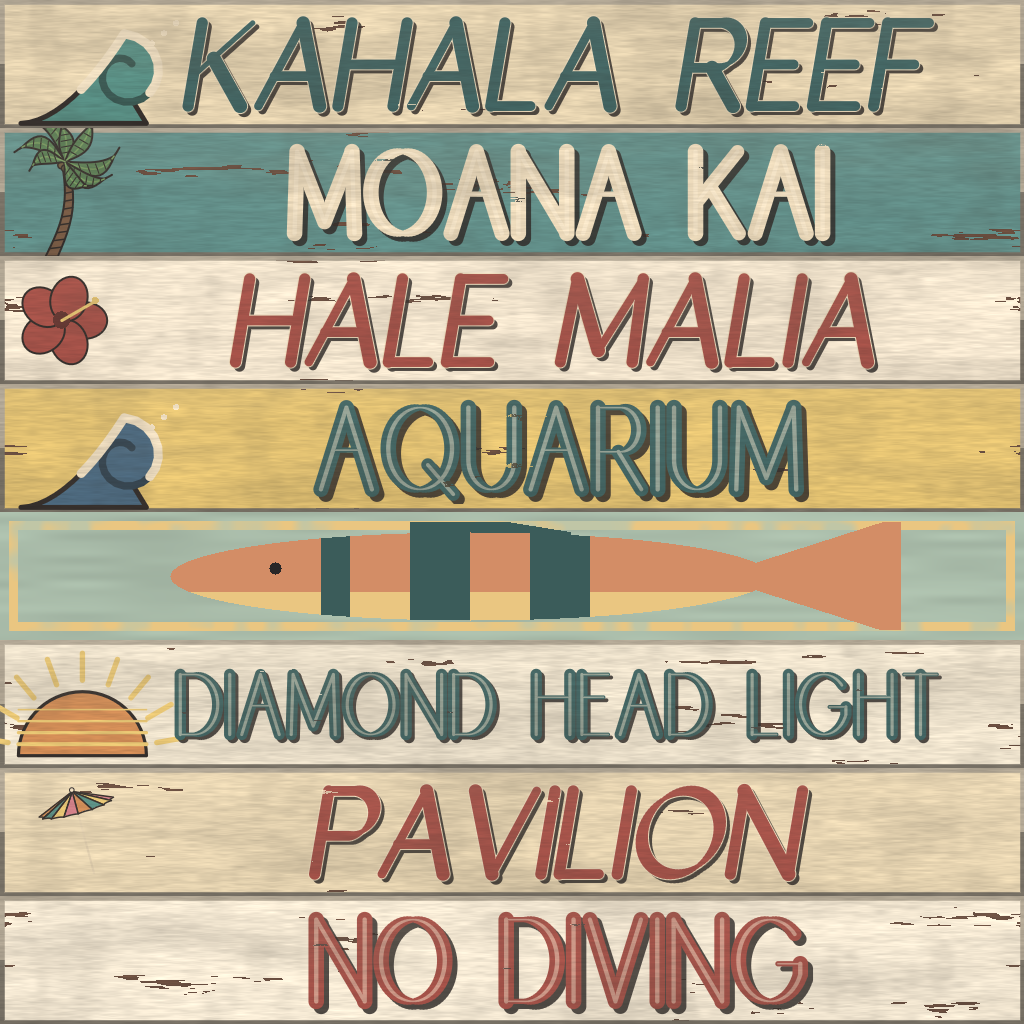 KAHALA REEF
MOANA KAI
HALE MALIA
AQUARIUM
DIAMOND HEAD LIGHT
PAVILION
NO DIVING